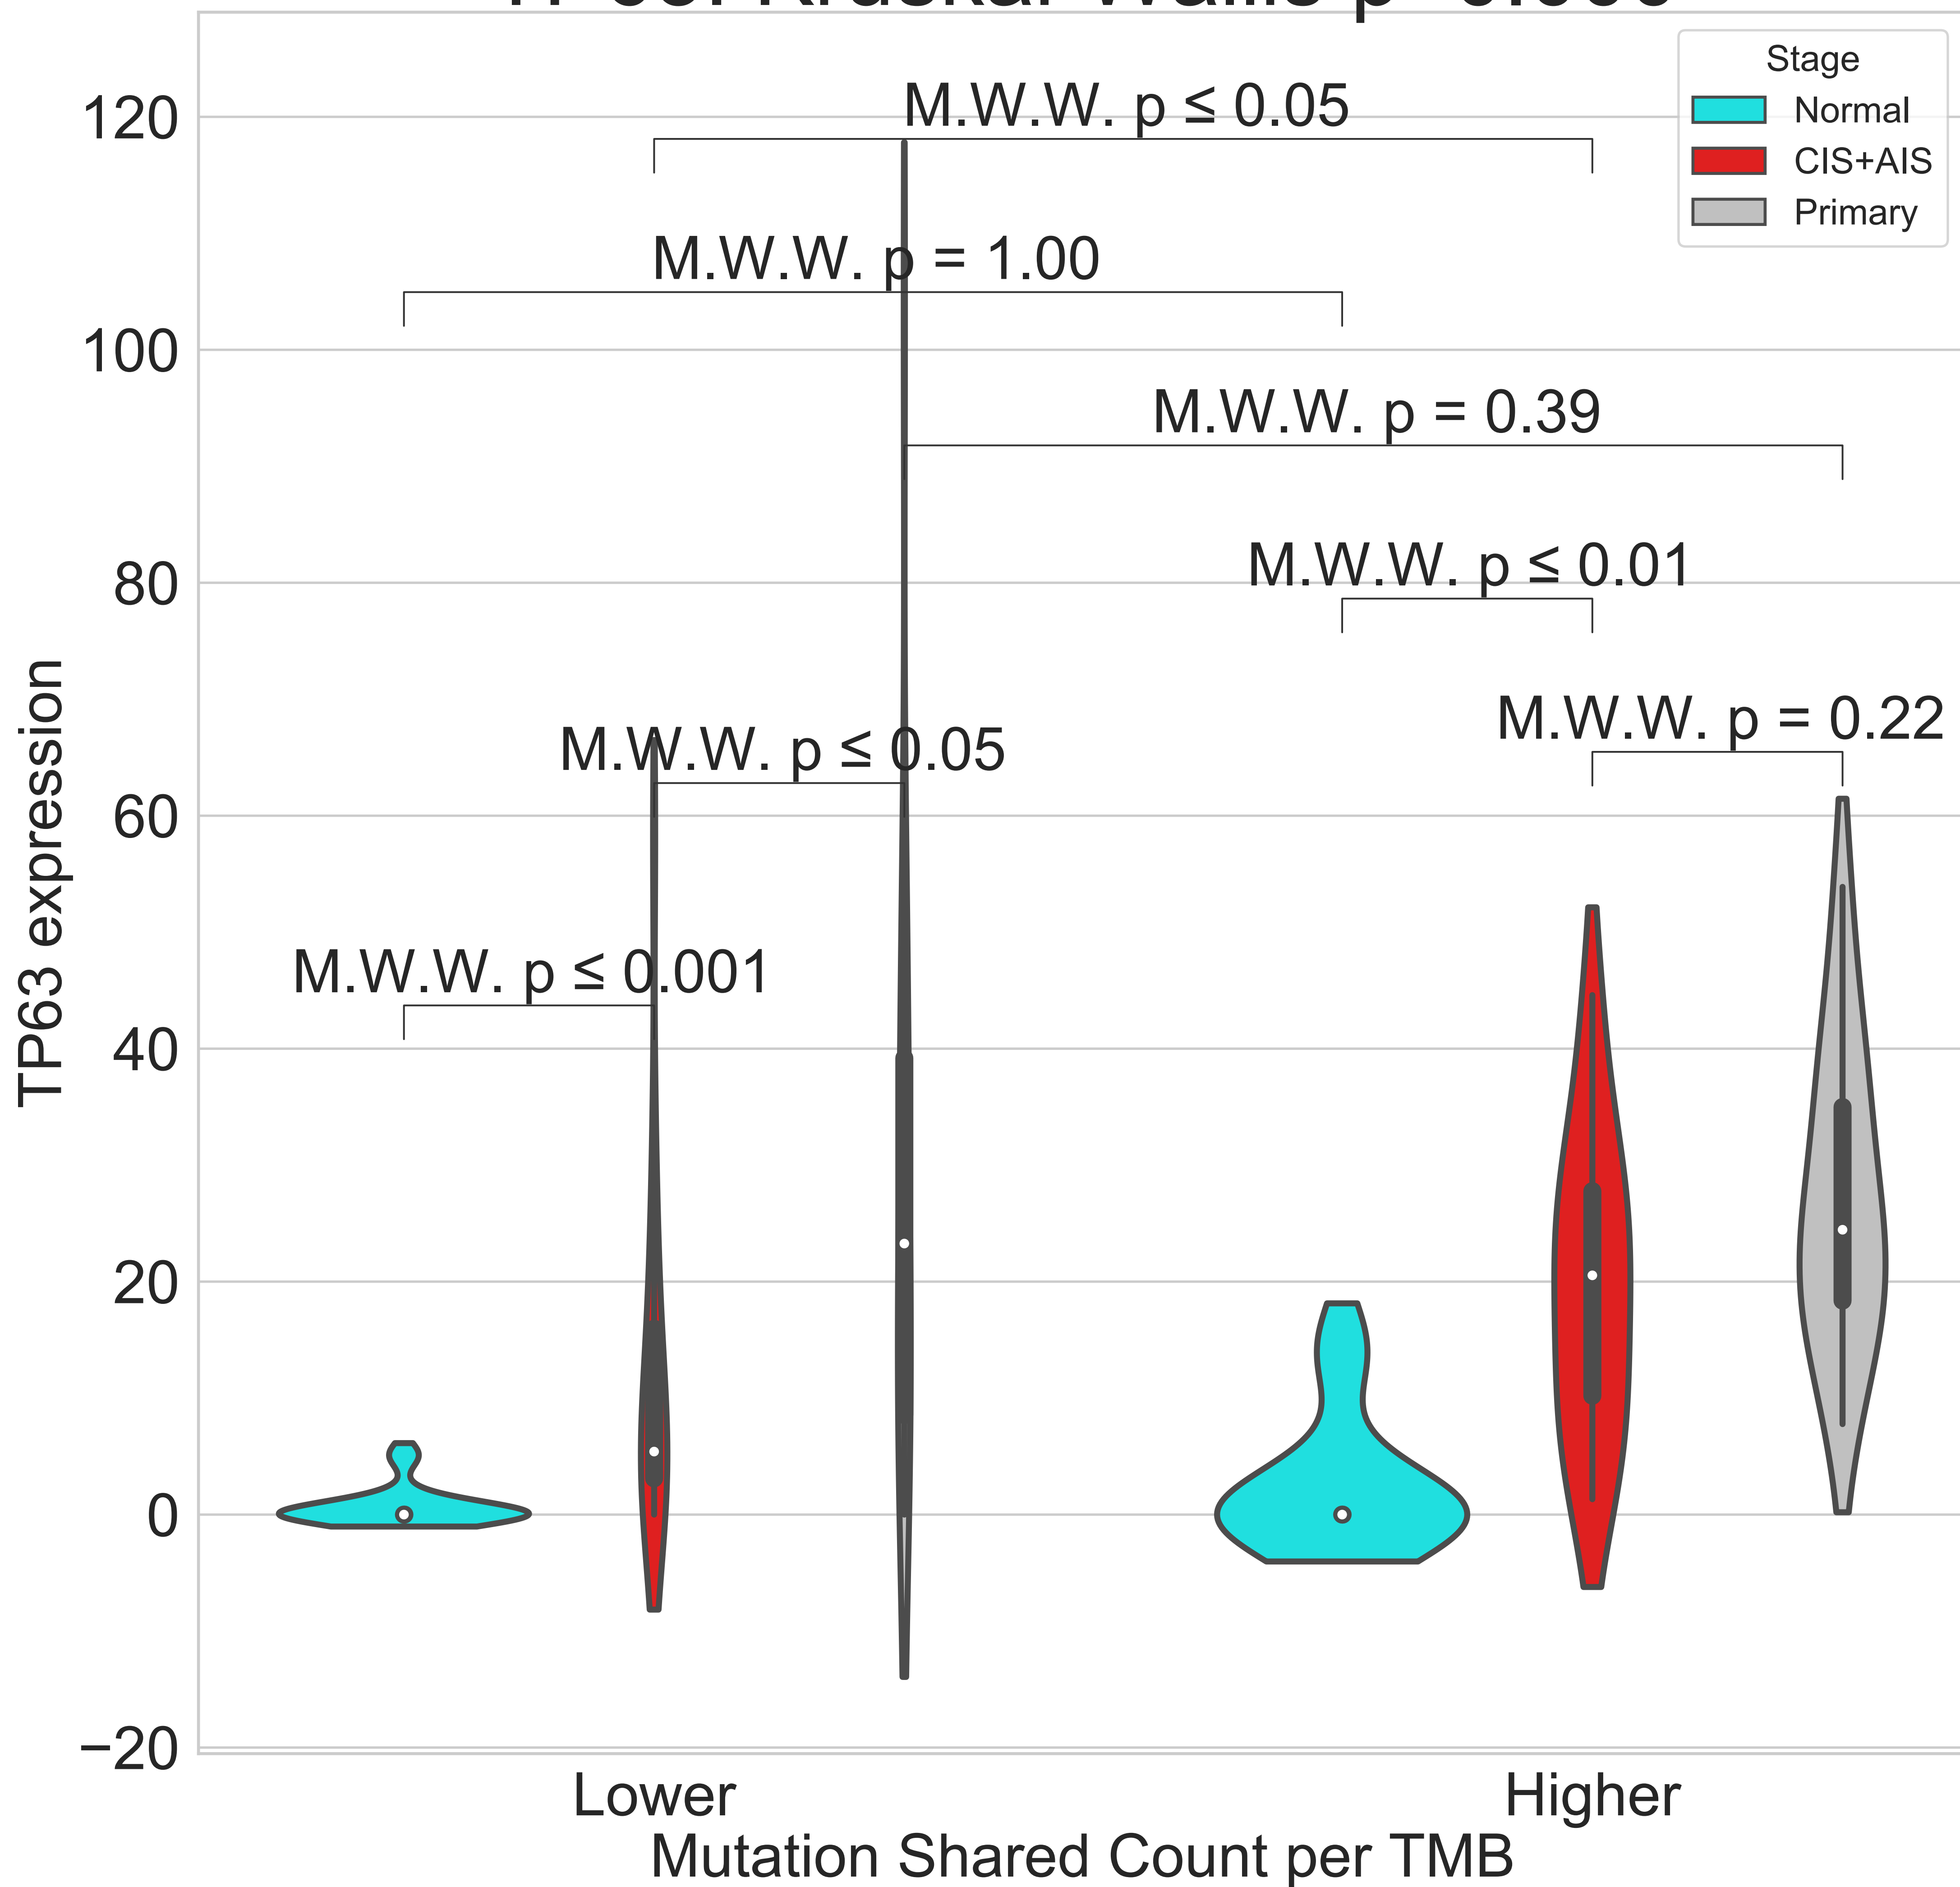 Stage
Normal
CIS+AIS
Primary
120
100
80
60
40
20
0
−20
TP63 expression
M.W.W. p ≤ 0.05
M.W.W. p = 1.00
M.W.W. p = 0.39
M.W.W. p ≤ 0.01
M.W.W. p = 0.22
M.W.W. p ≤ 0.05
M.W.W. p ≤ 0.001
Lower
Higher
Mutation Shared Count per TMB